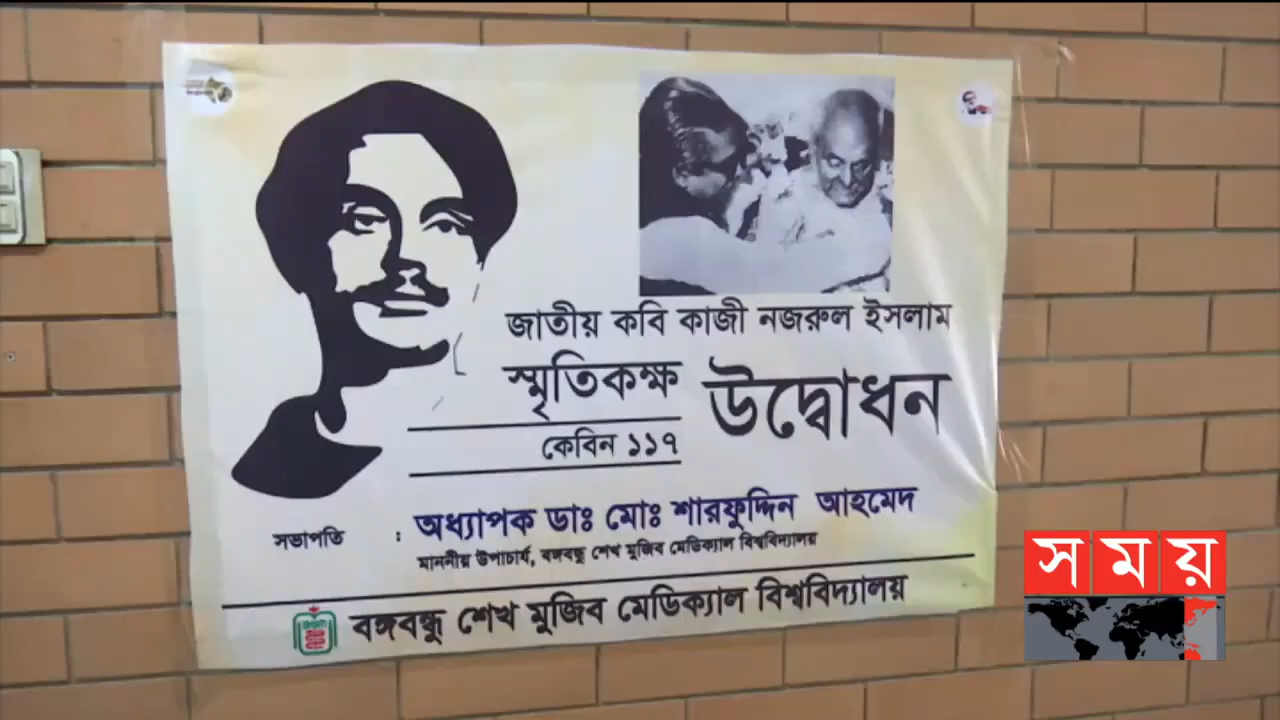 জাতীয় কবি কাজী নজরুল ইসলাম
স্মৃতিকক্ষ
উদ্বোধন
কেবিন ১১৭
সভাপতি : অধ্যাপক ডাঃ মোঃ শারফুদ্দিন আহমেদ
মাননীয় উপাচার্য, বঙ্গবন্ধু শেখ মুজিব মেডিক্যাল বিশ্ববিদ্যালয়
বঙ্গবন্ধু শেখ মুজিব মেডিক্যাল বিশ্ববিদ্যালয়
সময়